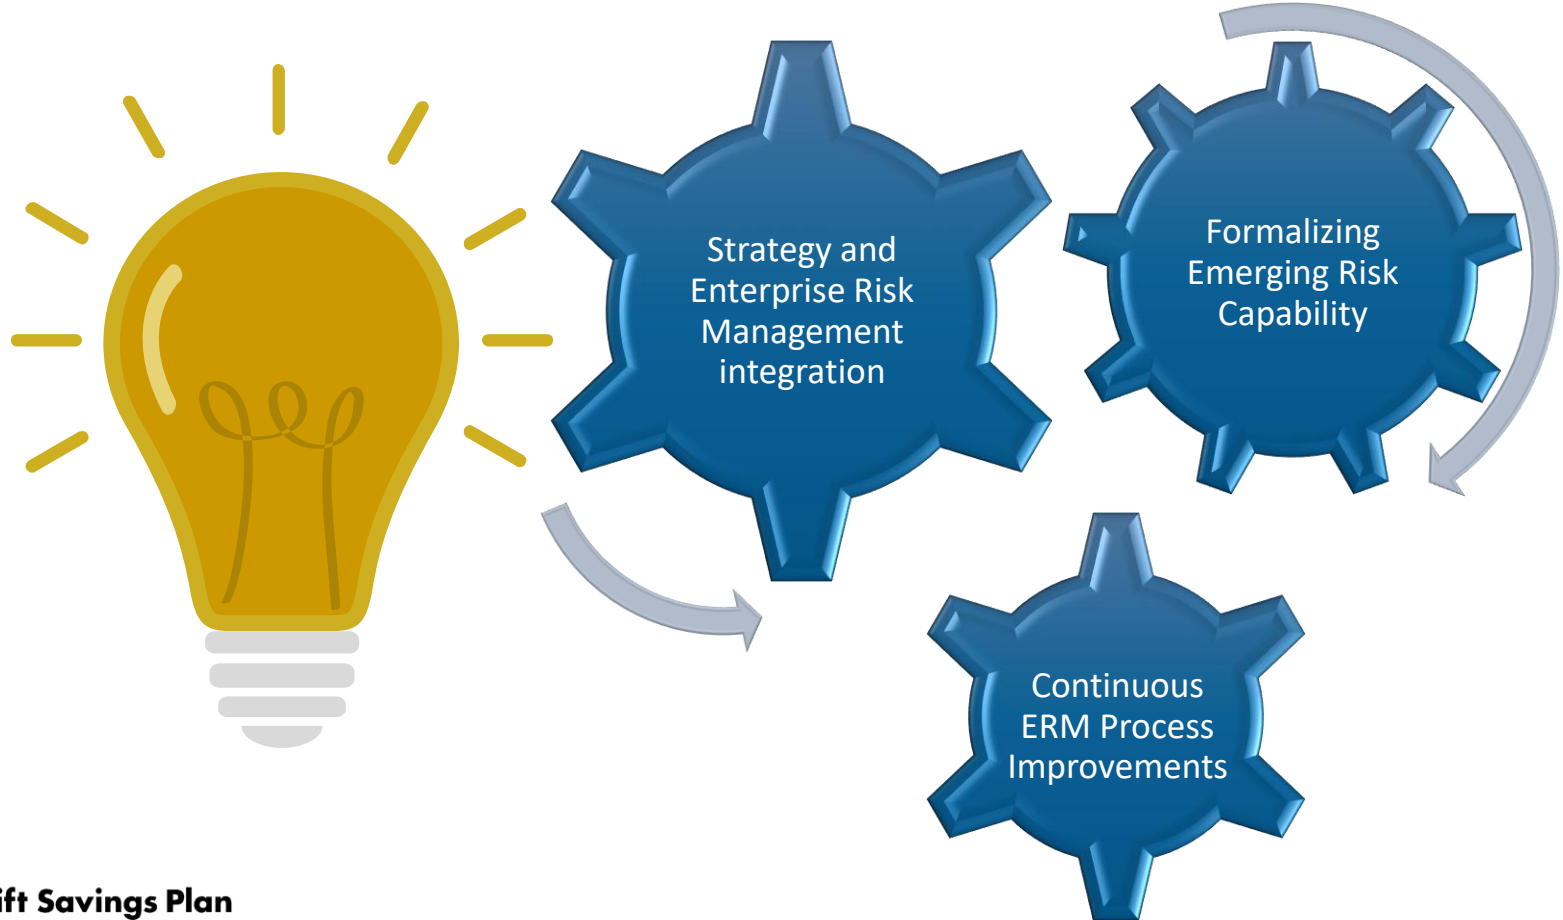 Strategy and
Enterprise Risk
Management
integration
Formalizing
Emerging Risk
Capability
Continuous
ERM Process
Improvements
ift Savings Plan